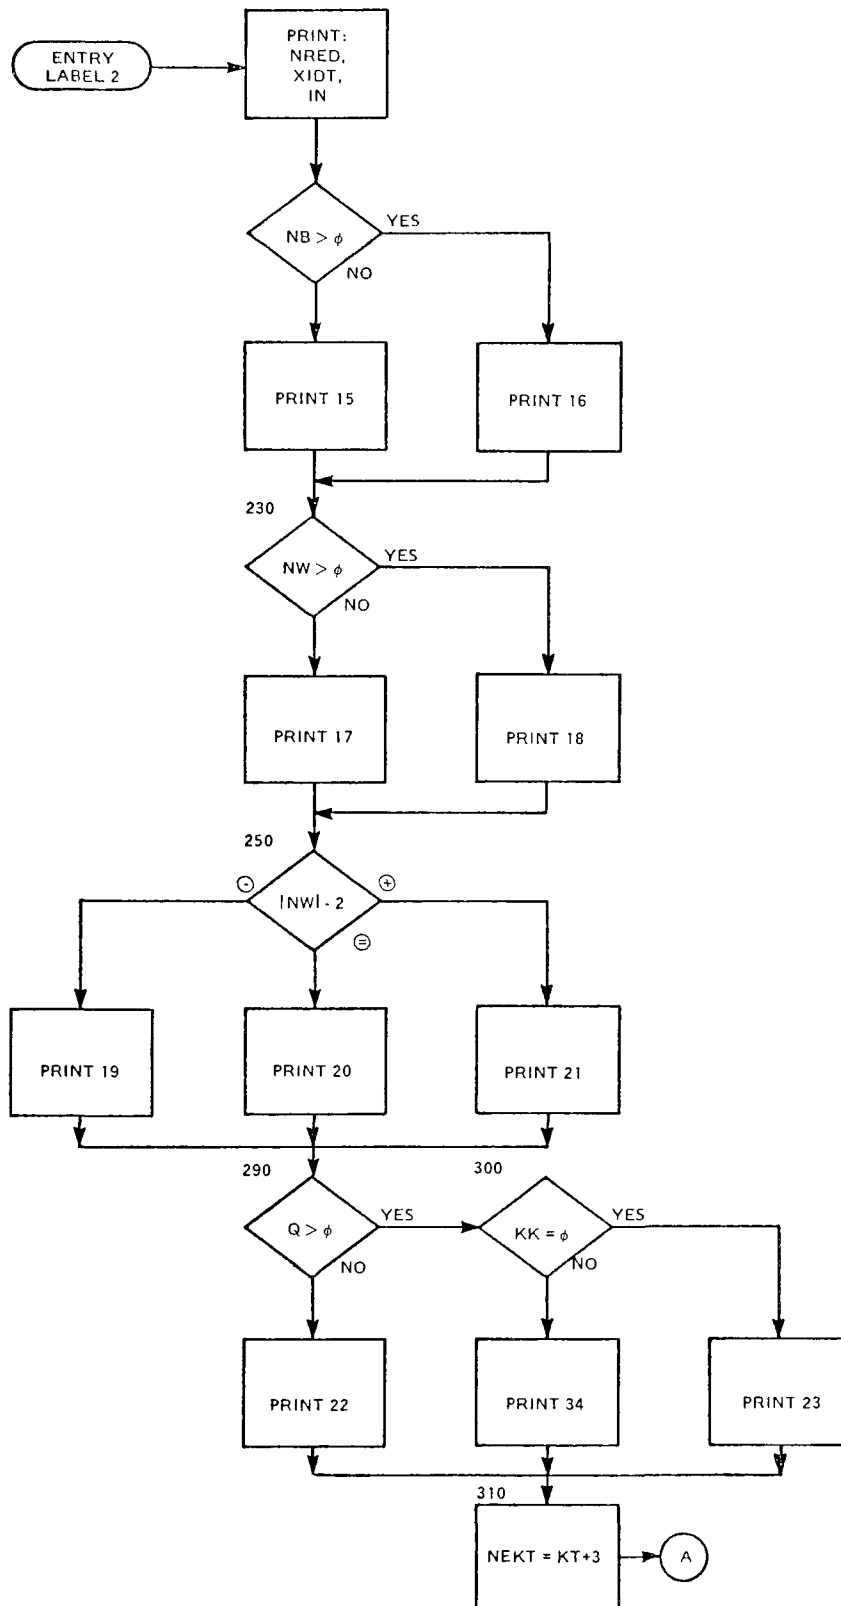 ENTRY
LABEL 2
PRINT:
NRED,
XIDT,
IN
NB > ϕ
YES
NO
PRINT 15
PRINT 16
230
NW > ϕ
YES
NO
PRINT 17
PRINT 18
250
|NW| - 2
-
+
=
PRINT 19
PRINT 20
PRINT 21
290
300
Q > ϕ
YES
NO
KK = ϕ
YES
NO
PRINT 22
PRINT 34
PRINT 23
310
NEKT = KT+3
A